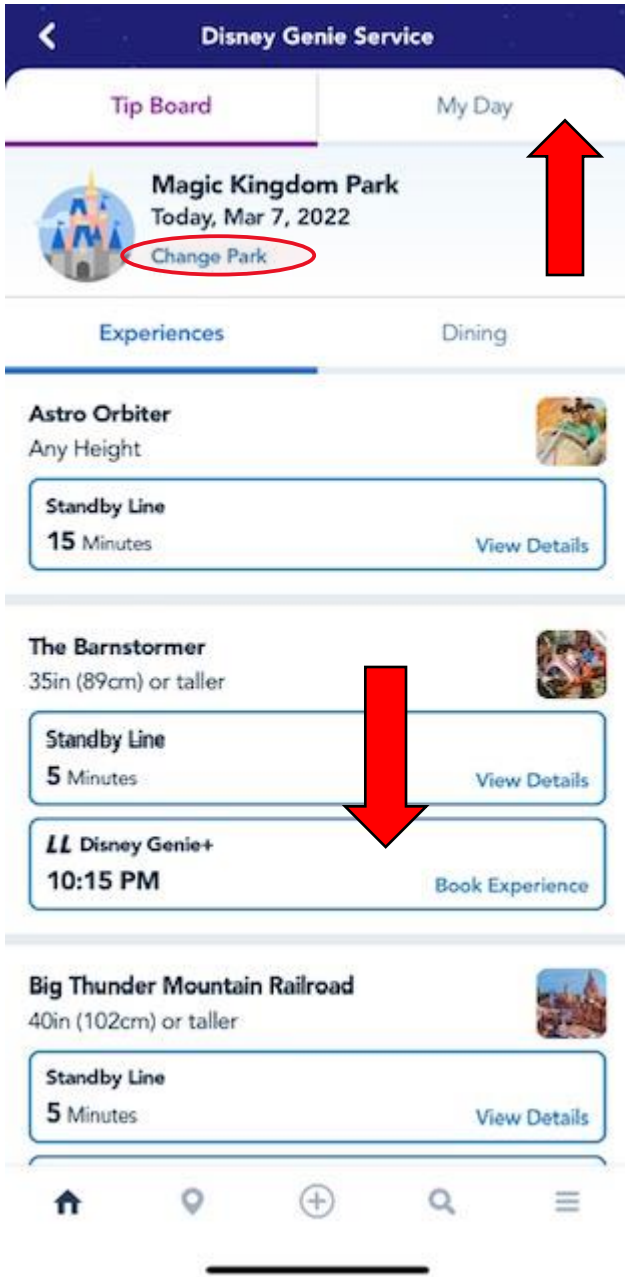 Disney Genie Service
Tip Board My Day
Magic Kingdom Park
Today, Mar 7, 2022
Change Park
Experiences Dining
Astro Orbiter
Any Height
Standby Line
15 Minutes View Details
The Barnstormer
35in (89cm) or taller
Standby Line
5 Minutes View Details
LL Disney Genie+
10:15 PM Book Experience
Big Thunder Mountain Railroad
40in (102cm) or taller
Standby Line
5 Minutes View Details